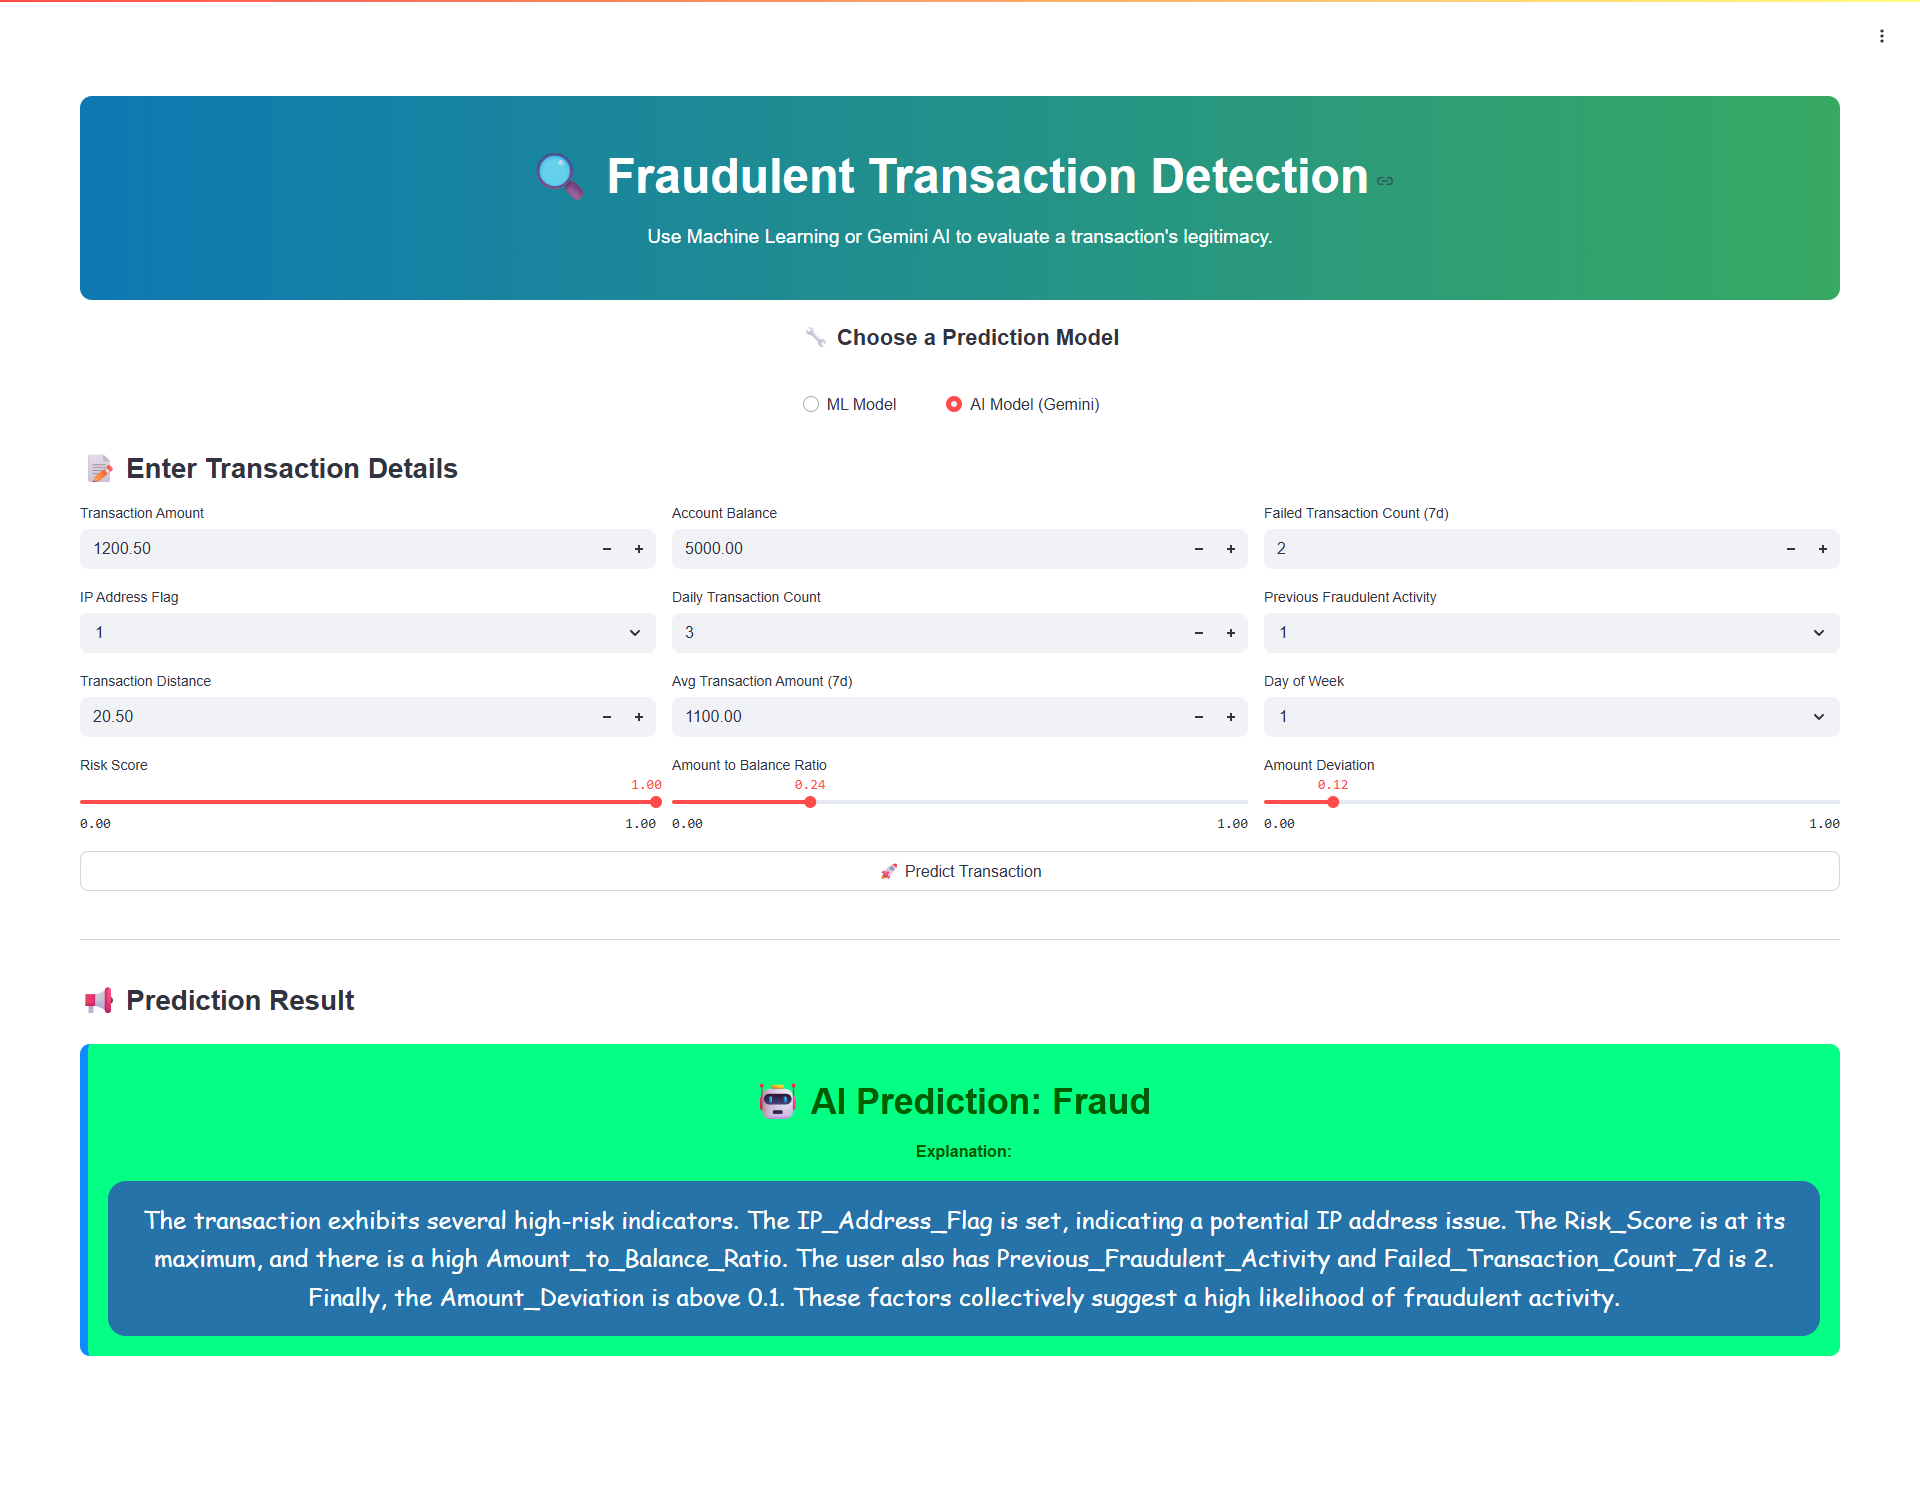 Fraudulent Transaction Detection
Use Machine Learning or Gemini AI to evaluate a transaction's legitimacy.
Choose a Prediction Model
ML Model AI Model (Gemini)
Enter Transaction Details
Transaction Amount Account Balance Failed Transaction Count (7d)
1200.50 − + 5000.00 − + 2 − +
IP Address Flag Daily Transaction Count Previous Fraudulent Activity
1 3 − + 1
Transaction Distance Avg Transaction Amount (7d) Day of Week
20.50 − + 1100.00 − + 1
Risk Score Amount to Balance Ratio Amount Deviation
1.00 0.24 0.12
0.00 1.00 0.00 1.00 0.00 1.00
Predict Transaction
Prediction Result
AI Prediction: Fraud
Explanation:
The transaction exhibits several high-risk indicators. The IP_Address_Flag is set, indicating a potential IP address issue. The Risk_Score is at its
maximum, and there is a high Amount_to_Balance_Ratio. The user also has Previous_Fraudulent_Activity and Failed_Transaction_Count_7d is 2.
Finally, the Amount_Deviation is above 0.1. These factors collectively suggest a high likelihood of fraudulent activity.